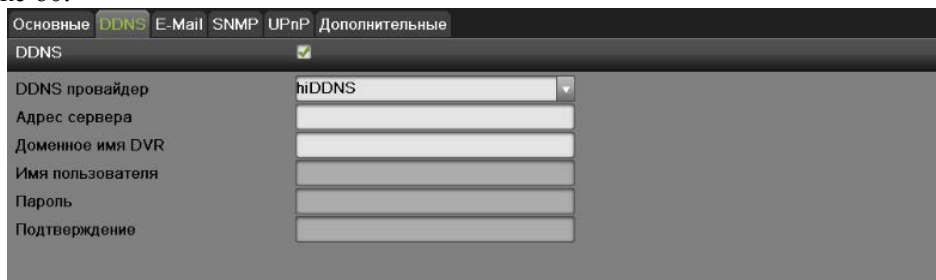 Основные DDNS E-Mail SNMP UPnP Дополнительные
DDNS
DDNS провайдер hiDDNS
Адрес сервера
Доменное имя DVR
Имя пользователя
Пароль
Подтверждение